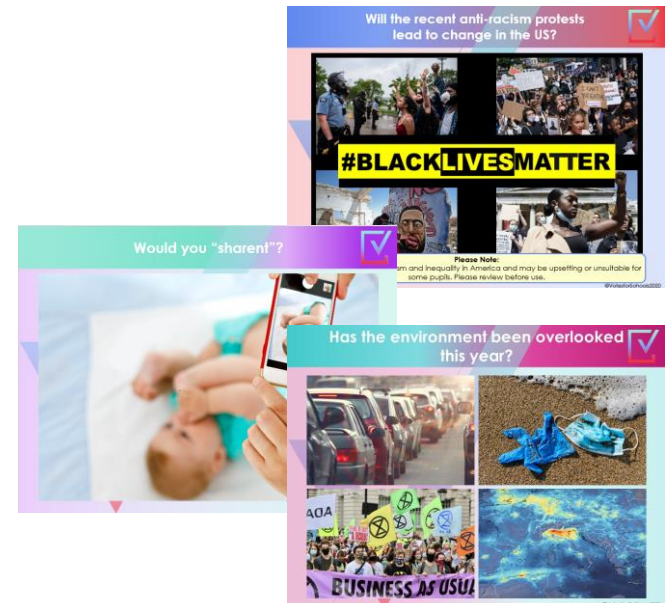 Will the recent anti-racism protests
lead to change in the US?
#BLACKLIVESMATTER
Please Note:
and inequality in America and may be upsetting or unsuitable for
some pupils. Please review before use.
@VotesforSchools2020
Would you "sharent"?
Has the environment been overlooked
this year?
BUSINESS AS